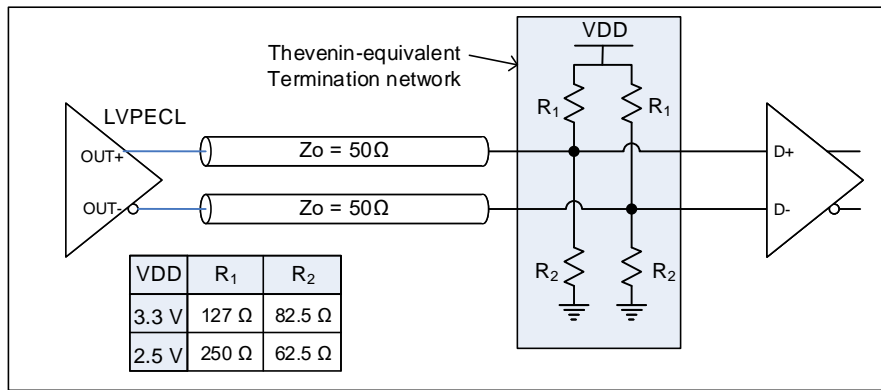 VDD
Thevenin-equivalent
Termination network
R1 R1
LVPECL
OUT+ Zo = 50Ω D+
OUT- Zo = 50Ω D-
R2 R2
VDD R1 R2
3.3 V 127 Ω 82.5 Ω
2.5 V 250 Ω 62.5 Ω